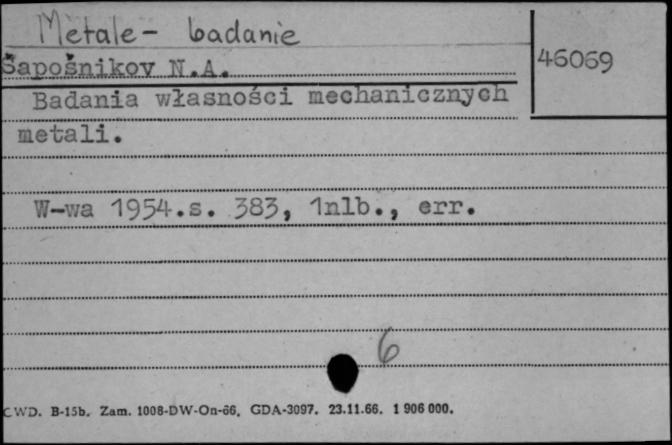 Metale - badanie
46069
Šapošnikov N.A.
Badania własności mechanicznych
metali.
W-wa 1954.s. 383, 1nlb., err.
6
CWD. B-15b. Zam. 1008-DW-On-66. GDA-3097. 23.11.66. 1 906 000.